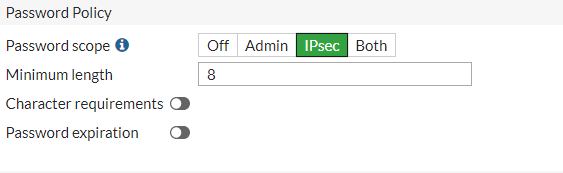 Password Policy
Password scope Off Admin IPsec Both
Minimum length 8
Character requirements
Password expiration